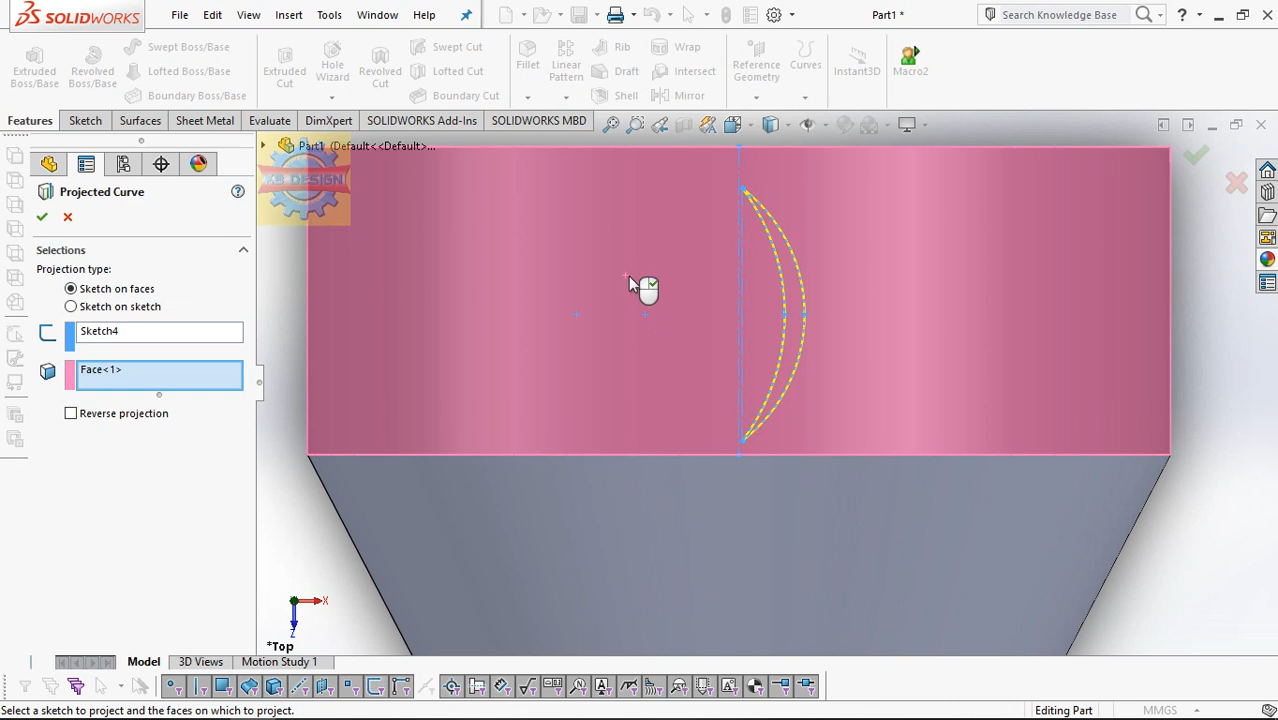 SOLIDWORKS File Edit View Insert Tools Window Help Part1 * Search Knowledge Base ?
Extruded Boss/Base Revolved Boss/Base Swept Boss/Base Lofted Boss/Base Boundary Boss/Base Extruded Cut Hole Wizard Revolved Cut Swept Cut Lofted Cut Boundary Cut Fillet Linear Pattern Rib Draft Shell Wrap Intersect Mirror Reference Geometry Curves Instant3D Macro2
Features Sketch Surfaces Sheet Metal Evaluate DimXpert SOLIDWORKS Add-Ins SOLIDWORKS MBD
Part1 (Default<<Default>...
KB DESIGN
Projected Curve ?
Selections
Projection type:
Sketch on faces
Sketch on sketch
Sketch4
Face<1>
Reverse projection
X
Z
*Top
Model 3D Views Motion Study 1
Select a sketch to project and the faces on which to project. Editing Part MMGS